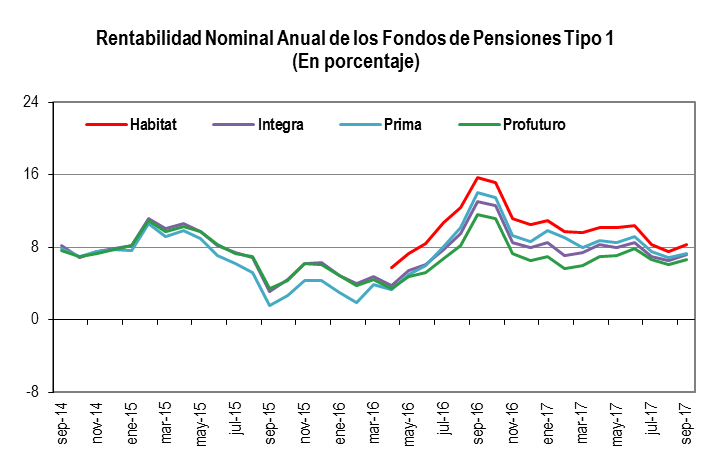 Rentabilidad Nominal Anual de los Fondos de Pensiones Tipo 1
(En porcentaje)
24
Habitat Integra Prima Profuturo
16
8
0
-8
sep-14 nov-14 ene-15 mar-15 may-15 jul-15 sep-15 nov-15 ene-16 mar-16 may-16 jul-16 sep-16 nov-16 ene-17 mar-17 may-17 jul-17 sep-17